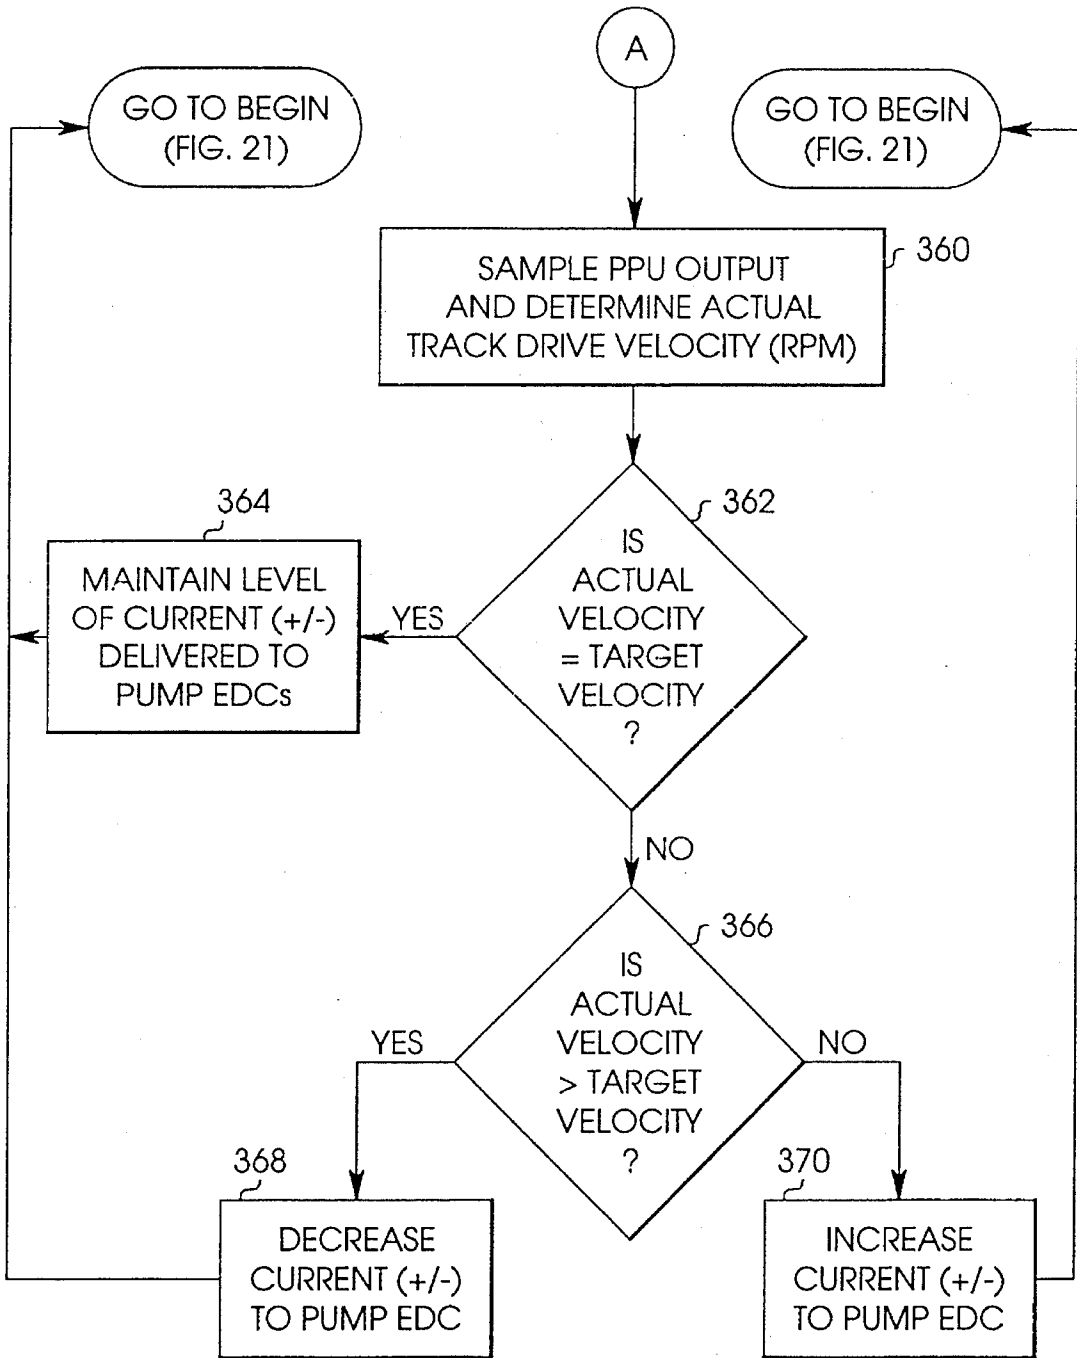 A
GO TO BEGIN
(FIG. 21)
GO TO BEGIN
(FIG. 21)
360
SAMPLE PPU OUTPUT
AND DETERMINE ACTUAL
TRACK DRIVE VELOCITY (RPM)
362
IS
ACTUAL
VELOCITY
= TARGET
VELOCITY
?
YES
364
MAINTAIN LEVEL
OF CURRENT (+/-)
DELIVERED TO
PUMP EDCs
NO
366
IS
ACTUAL
VELOCITY
> TARGET
VELOCITY
?
YES
NO
368
DECREASE
CURRENT (+/-)
TO PUMP EDC
370
INCREASE
CURRENT (+/-)
TO PUMP EDC